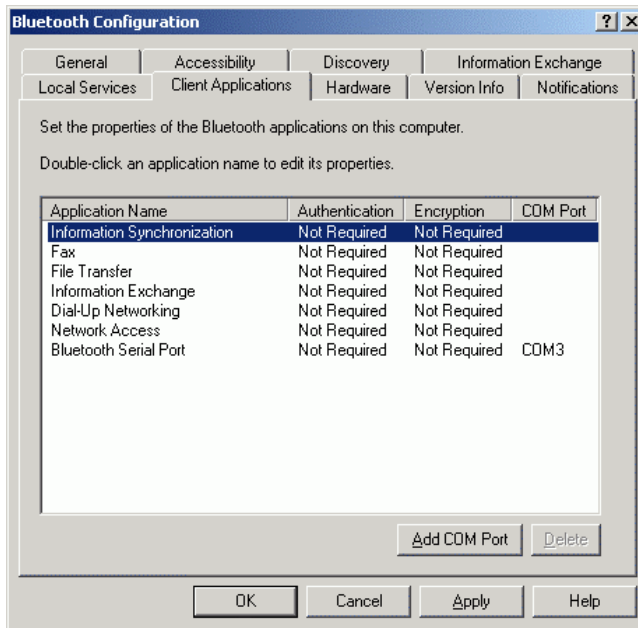 Bluetooth Configuration
General Accessibility Discovery Information Exchange
Local Services Client Applications Hardware Version Info Notifications
Set the properties of the Bluetooth applications on this computer.
Double-click an application name to edit its properties.
Application Name Authentication Encryption COM Port
Information Synchronization Not Required Not Required
Fax Not Required Not Required
File Transfer Not Required Not Required
Information Exchange Not Required Not Required
Dial-Up Networking Not Required Not Required
Network Access Not Required Not Required
Bluetooth Serial Port Not Required Not Required COM3
Add COM Port Delete
OK Cancel Apply Help